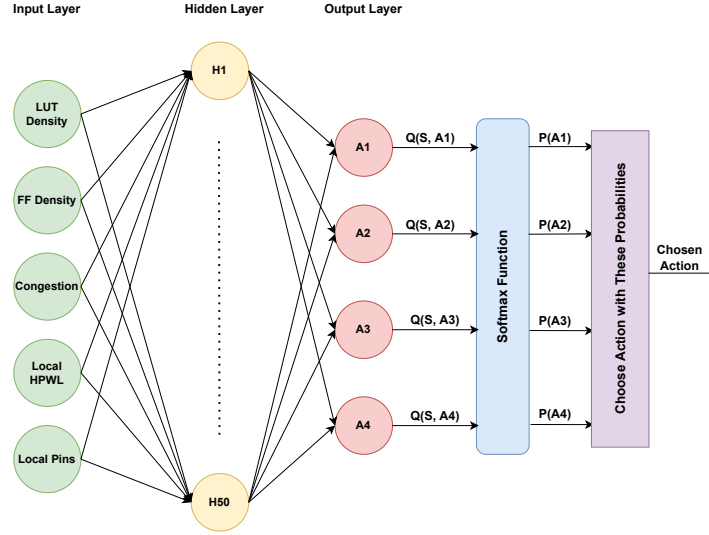 Input Layer
Hidden Layer
Output Layer
LUT
Density
FF Density
Congestion
Local
HPWL
Local Pins
H1
H50
A1
A2
A3
A4
Q(S, A1)
Q(S, A2)
Q(S, A3)
Q(S, A4)
Softmax Function
P(A1)
P(A2)
P(A3)
P(A4)
Choose Action with These Probabilities
Chosen
Action